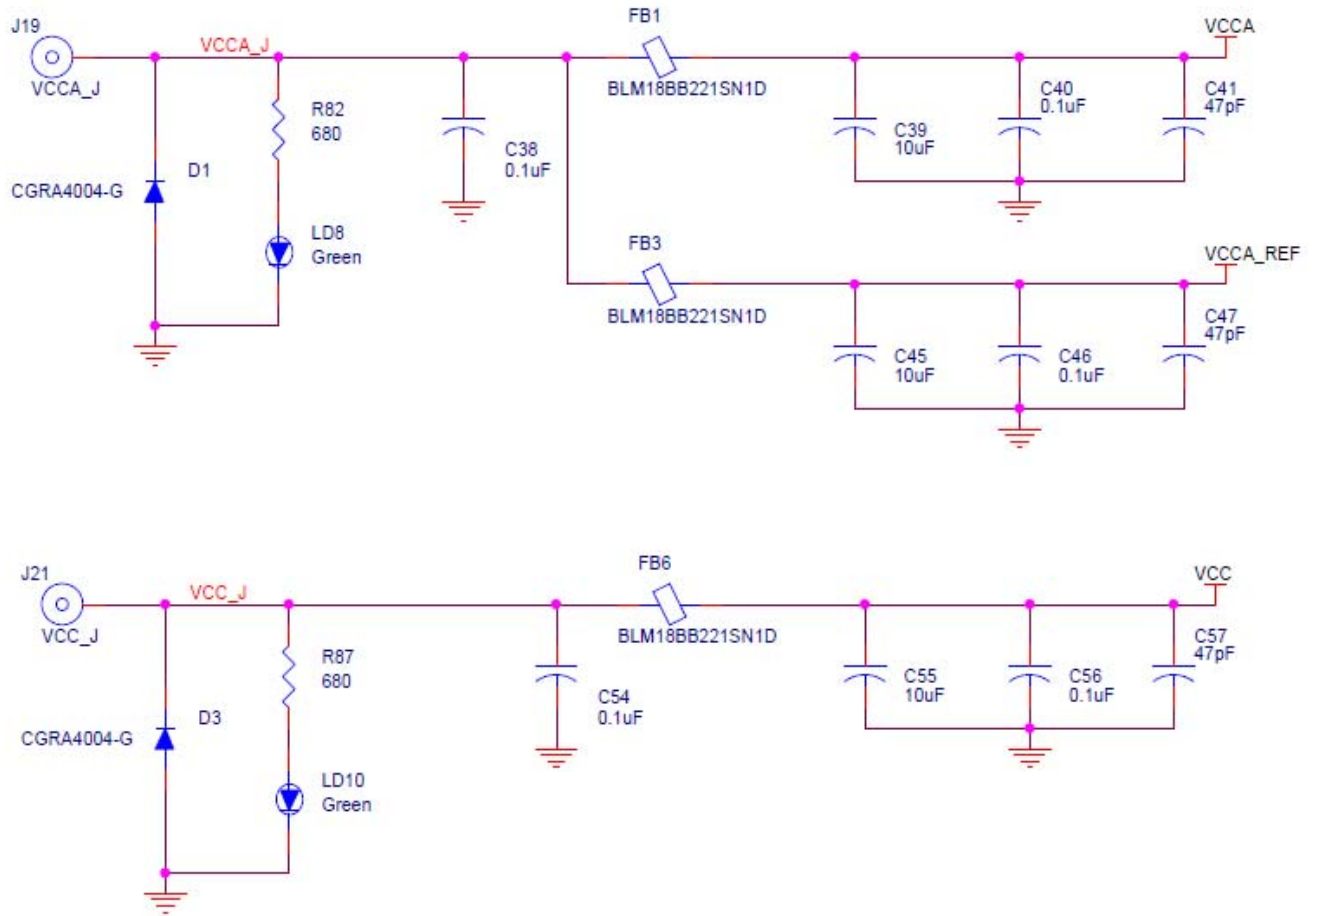 J19
VCCA_J
VCCA_J
R82
680
D1
CGRA4004-G
LD8
Green
C38
0.1uF
FB1
BLM18BB221SN1D
C39
10uF
C40
0.1uF
C41
47pF
VCCA
FB3
BLM18BB221SN1D
C45
10uF
C46
0.1uF
C47
47pF
VCCA_REF
J21
VCC_J
VCC_J
R87
680
D3
CGRA4004-G
LD10
Green
C54
0.1uF
FB6
BLM18BB221SN1D
C55
10uF
C56
0.1uF
C57
47pF
VCC